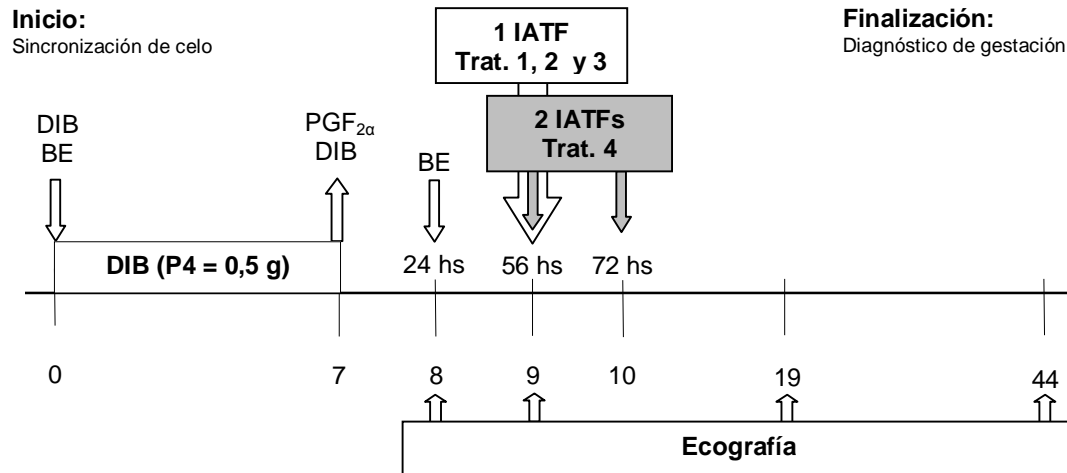 Inicio:
Sincronización de celo
1 IATF
Trat. 1, 2 y 3
Finalización:
Diagnóstico de gestación
2 IATFs
Trat. 4
DIB
BE
PGF2α
DIB
BE
DIB (P4 = 0,5 g)
24 hs
56 hs
72 hs
0
7
8
9
10
19
44
Ecografía